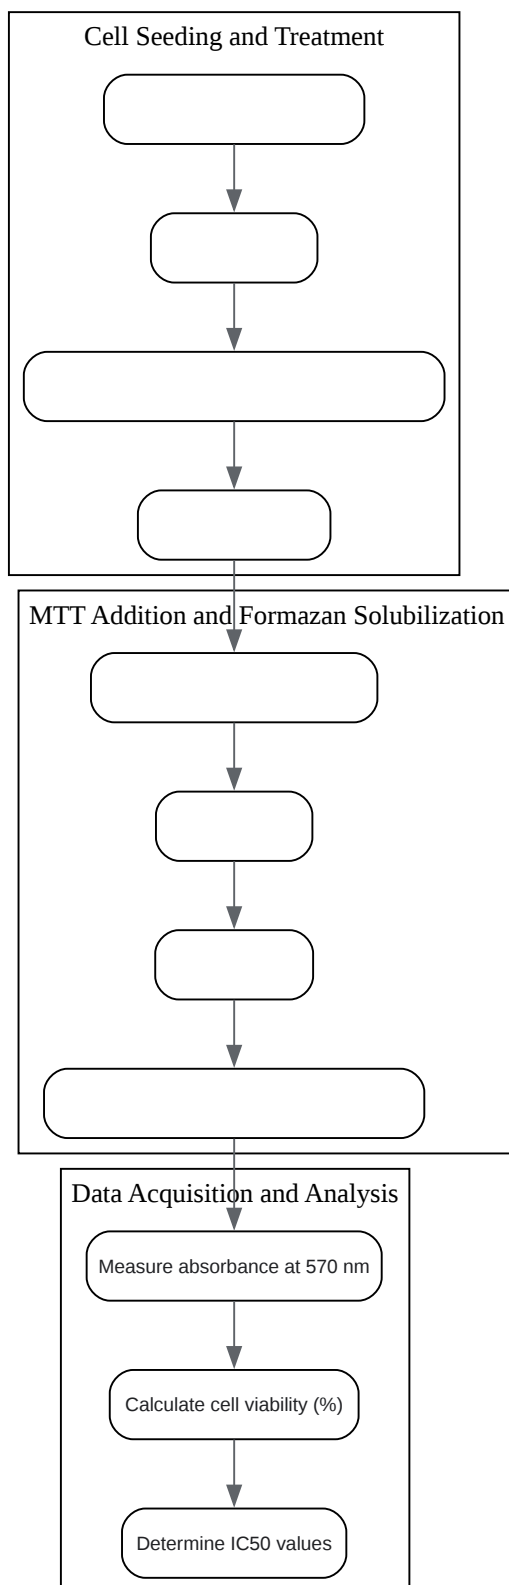 Cell Seeding and Treatment
MTT Addition and Formazan Solubilization
Data Acquisition and Analysis
Measure absorbance at 570 nm
Calculate cell viability (%)
Determine IC50 values